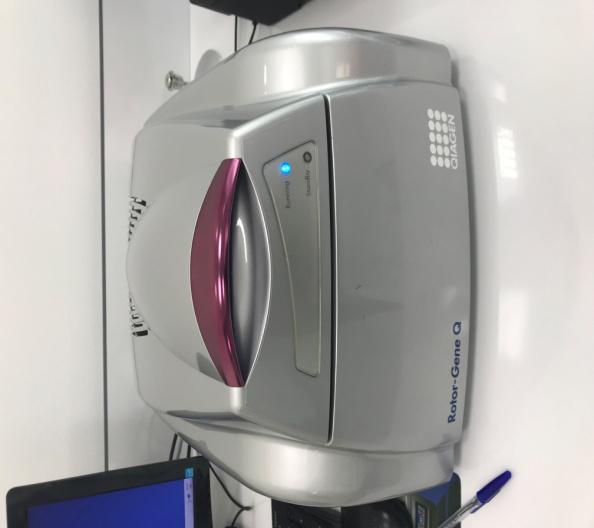 Running
Standby
QIAGEN
Rotor-Gene Q